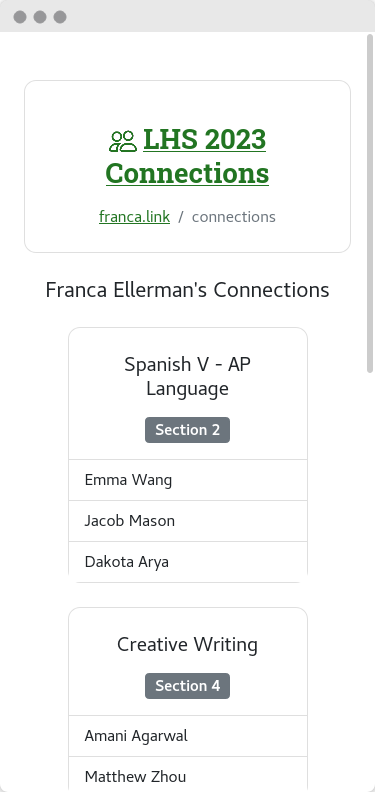 LHS 2023
Connections
franca.link / connections
Franca Ellerman's Connections
Spanish V - AP
Language
Section 2
Emma Wang
Jacob Mason
Dakota Arya
Creative Writing
Section 4
Amani Agarwal
Matthew Zhou